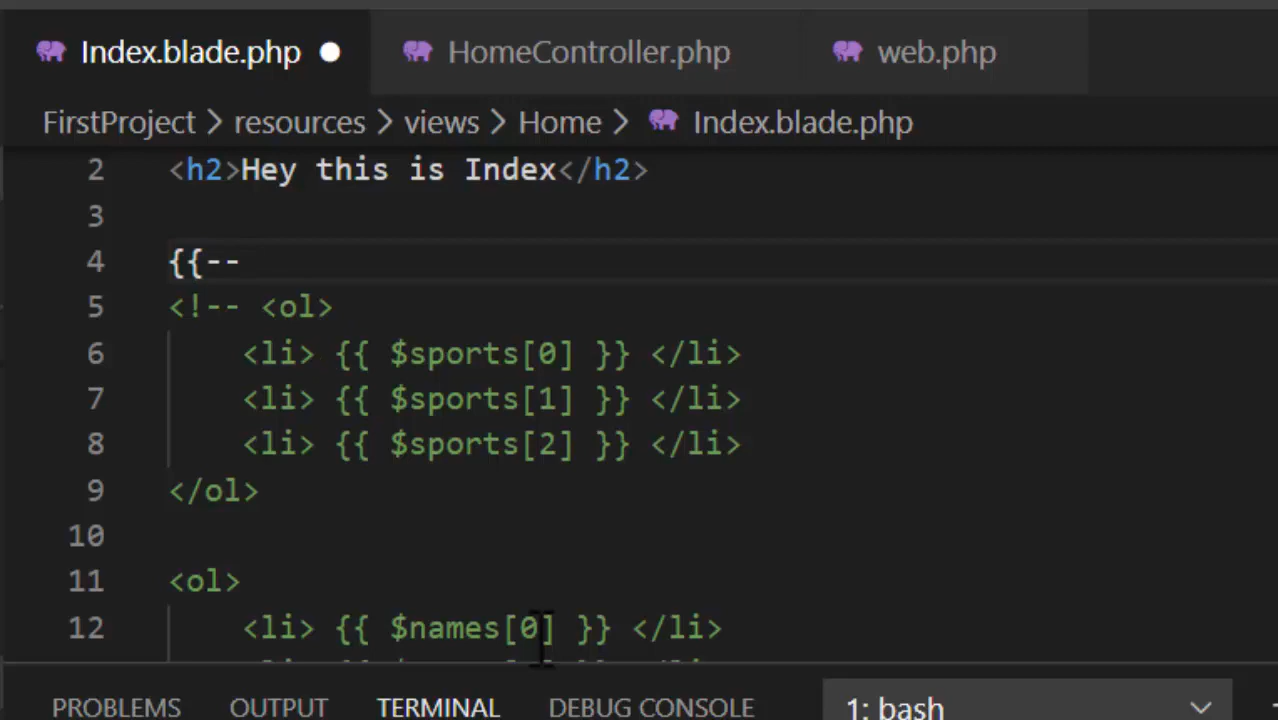 Index.blade.php HomeController.php web.php
FirstProject > resources > views > Home > Index.blade.php
2 <h2>Hey this is Index</h2>
3
4 {{--
5 <!-- <ol>
6 <li> {{ $sports[0] }} </li>
7 <li> {{ $sports[1] }} </li>
8 <li> {{ $sports[2] }} </li>
9 </ol>
10
11 <ol>
12 <li> {{ $names[0] }} </li>
PROBLEMS OUTPUT TERMINAL DEBUG CONSOLE 1: bash